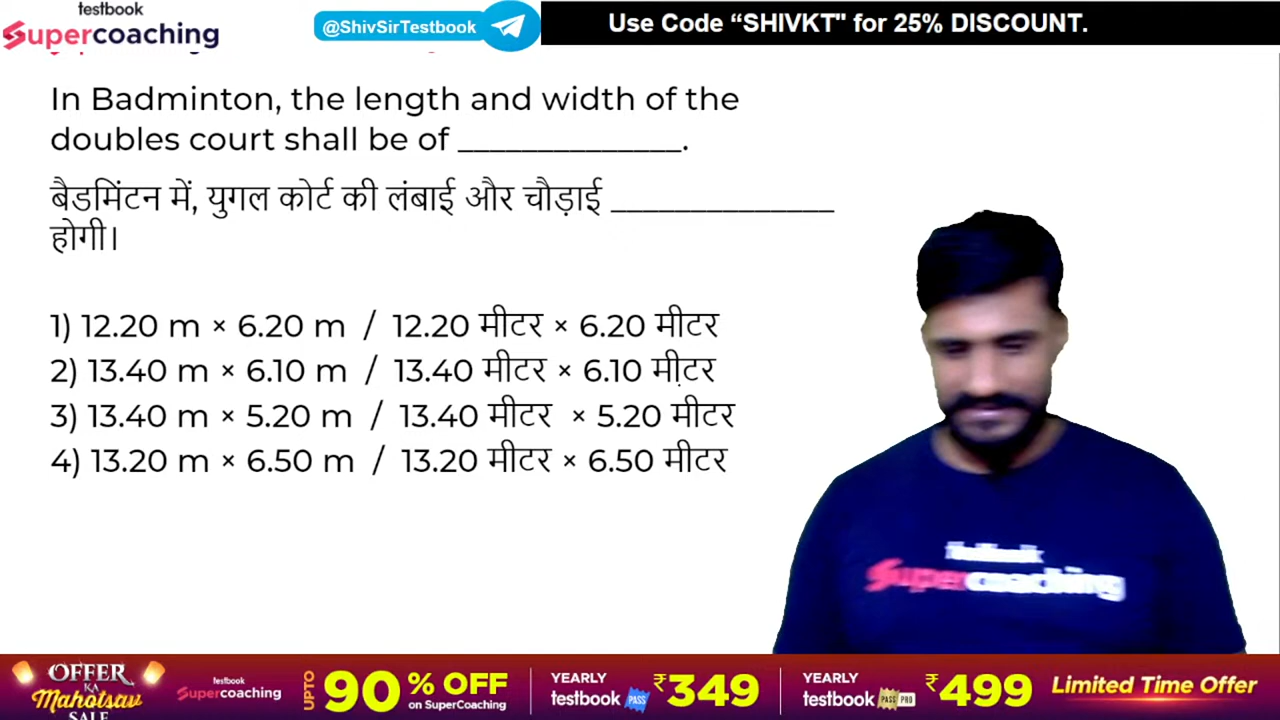 testbook
Supercoaching
@ShivSirTestbook
Use Code “SHIVKT" for 25% DISCOUNT.
In Badminton, the length and width of the
doubles court shall be of ______________.
बैडमिंटन में, युगल कोर्ट की लंबाई और चौड़ाई ______________
होगी।
1) 12.20 m × 6.20 m / 12.20 मीटर × 6.20 मीटर
2) 13.40 m × 6.10 m / 13.40 मीटर × 6.10 मीटर
3) 13.40 m × 5.20 m / 13.40 मीटर × 5.20 मीटर
4) 13.20 m × 6.50 m / 13.20 मीटर × 6.50 मीटर
testbook
Supercoaching
OFFER
KA
Mahotsav
SALE
testbook
Supercoaching
UPTO
90% OFF
on SuperCoaching
YEARLY
testbook PASS
₹349
YEARLY
testbook PASS PRO
₹499
Limited Time Offer